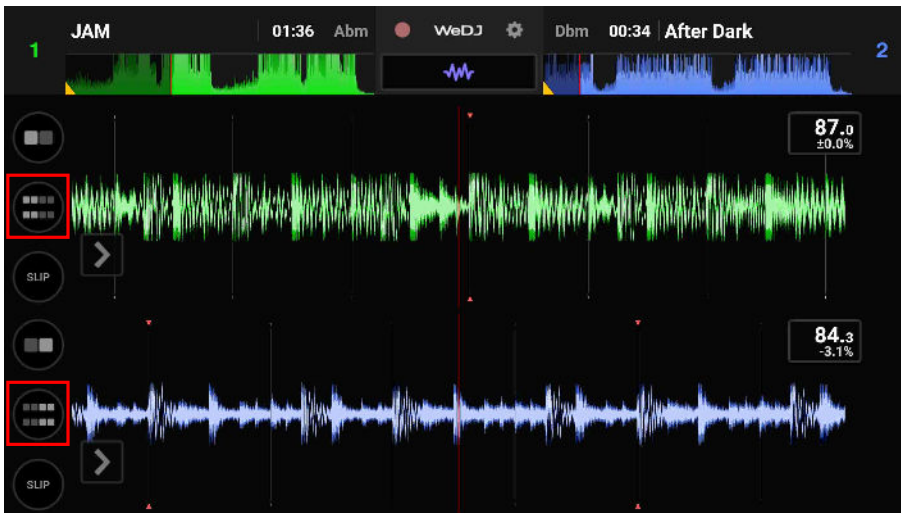 1
JAM
01:36 Abm
WeDJ
Dbm 00:34 After Dark
2
87.0
±0.0%
SLIP
84.3
-3.1%
SLIP